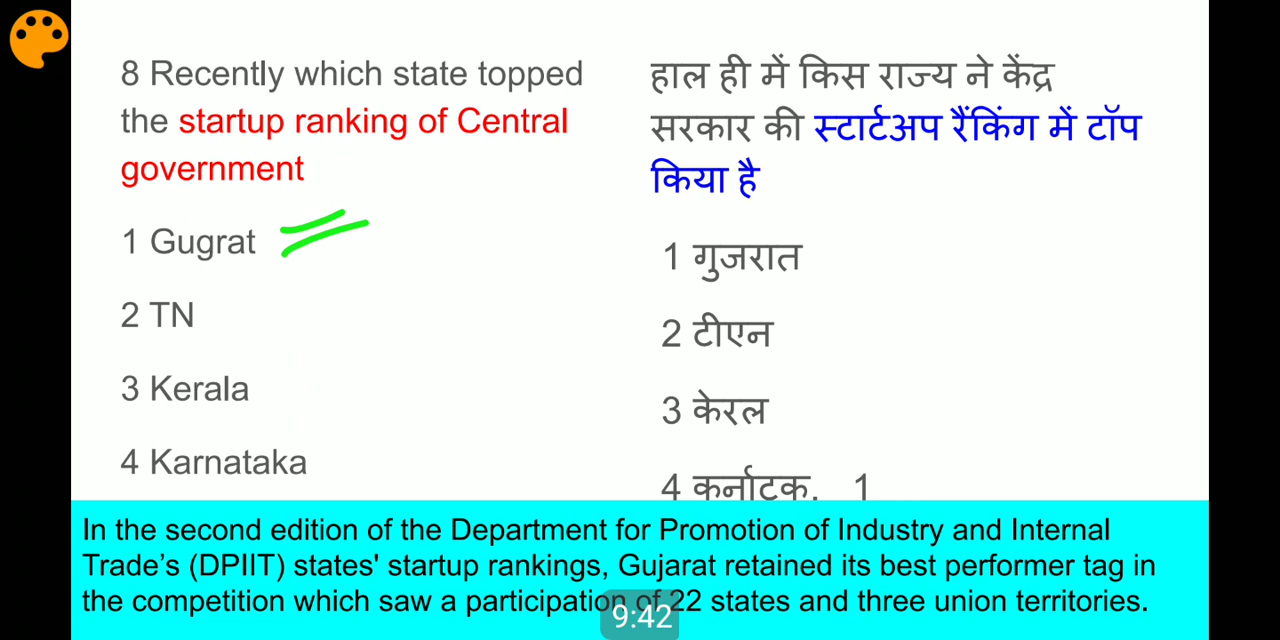 8 Recently which state topped
the startup ranking of Central
government
1 Gugrat
2 TN
3 Kerala
4 Karnataka
हाल ही में किस राज्य ने केंद्र
सरकार की स्टार्टअप रैंकिंग में टॉप
किया है
1 गुजरात
2 टीएन
3 केरल
4 कर्नाटक. 1
In the second edition of the Department for Promotion of Industry and Internal
Trade’s (DPIIT) states' startup rankings, Gujarat retained its best performer tag in
the competition which saw a participation of 22 states and three union territories.
9:42